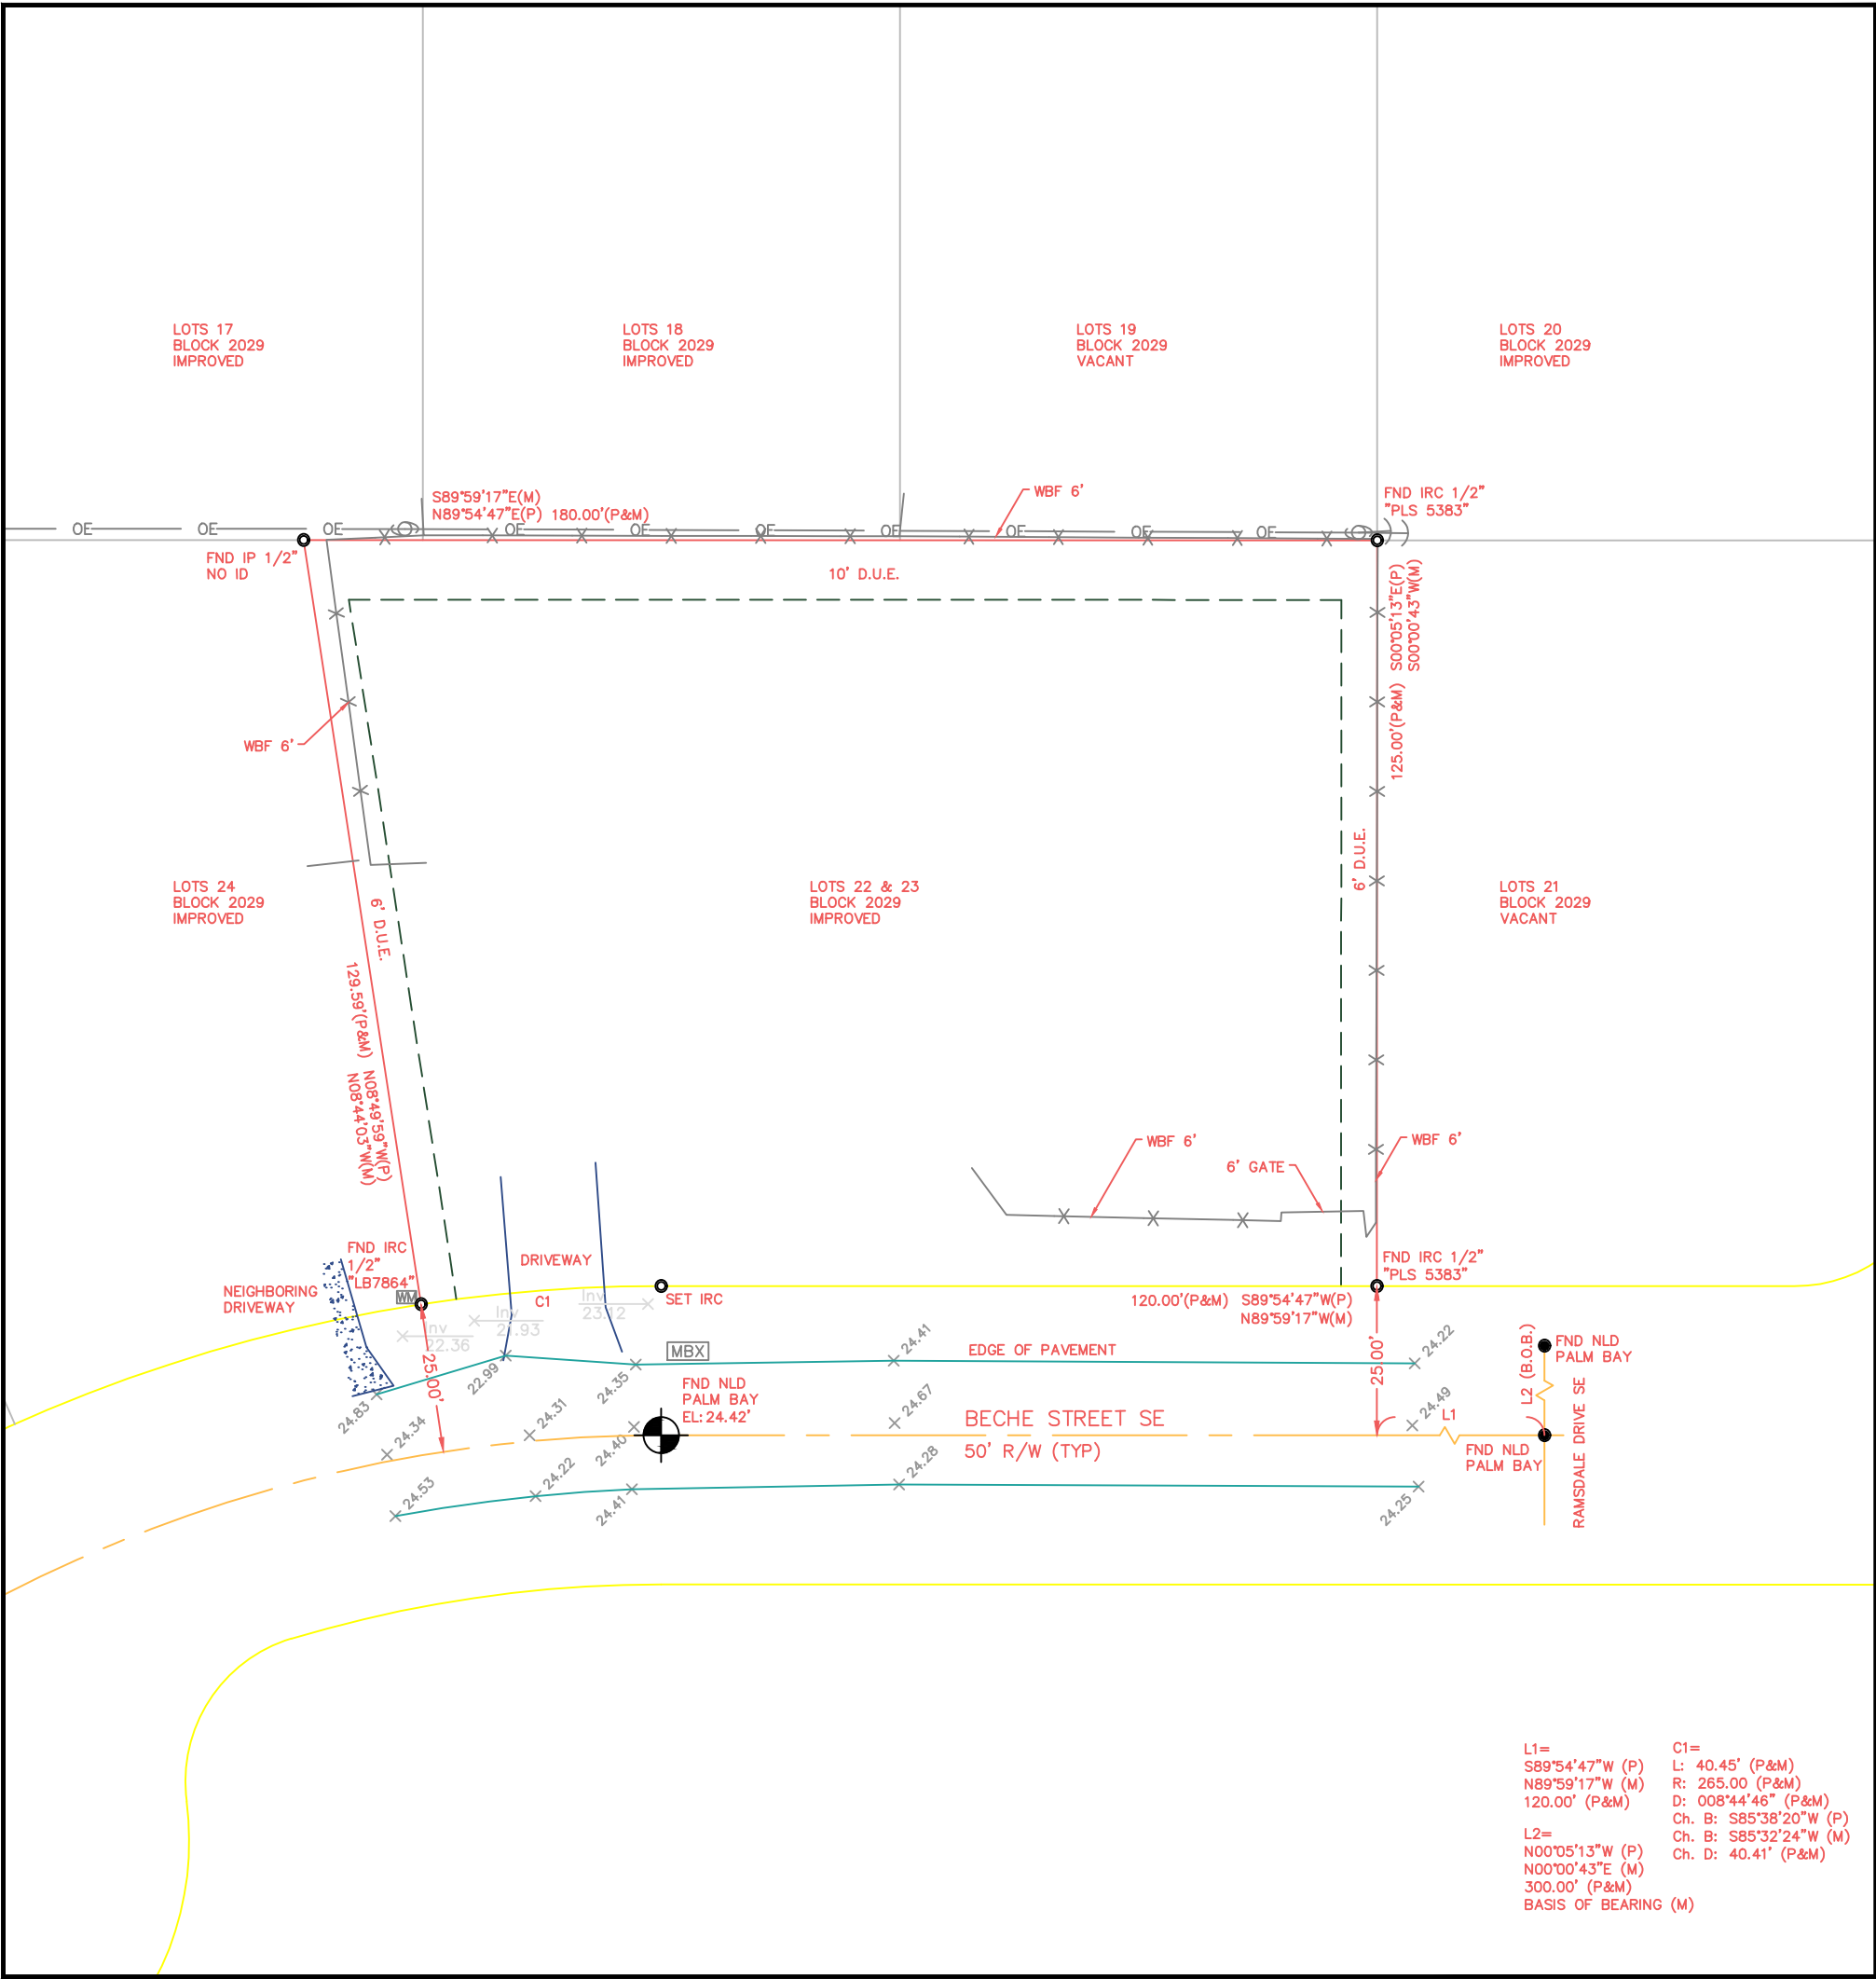 LOTS 17
BLOCK 2029
IMPROVED
LOTS 18
BLOCK 2029
IMPROVED
LOTS 19
BLOCK 2029
VACANT
LOTS 20
BLOCK 2029
IMPROVED
S89°59'17"E(M)
N89°54'47"E(P) 180.00'(P&M)
WBF 6'
FND IRC 1/2"
"PLS 5383"
OE OE OE OE OE OE OE OE OE OE
FND IP 1/2"
NO ID
10' D.U.E.
S00°05'13"E(P)
S00°00'43"W(M)
125.00'(P&M)
WBF 6'
6' D.U.E.
LOTS 24
BLOCK 2029
IMPROVED
6' D.U.E.
LOTS 22 & 23
BLOCK 2029
IMPROVED
LOTS 21
BLOCK 2029
VACANT
129.59'(P&M)
N08°49'59"W(P)
N08°44'03"W(M)
WBF 6'
6' GATE
WBF 6'
FND IRC
1/2"
"LB7864"
DRIVEWAY
NEIGHBORING
DRIVEWAY
WM
C1
SET IRC
FND IRC 1/2"
"PLS 5383"
120.00'(P&M) S89°54'47"W(P)
N89°59'17"W(M)
Inv
22.36
Inv
21.93
Inv
23.12
MBX
24.41
EDGE OF PAVEMENT
24.22
25.00'
25.00'
22.99
24.35
24.83
24.34
24.31
24.40
FND NLD
PALM BAY
EL: 24.42'
24.67
BECHE STREET SE
50' R/W (TYP)
24.49
L1
L2 (B.O.B.)
FND NLD
PALM BAY
FND NLD
PALM BAY
RAMSDALE DRIVE SE
24.53
24.22
24.41
24.28
24.25
L1=
S89°54'47"W (P)
N89°59'17"W (M)
120.00' (P&M)
L2=
N00°05'13"W (P)
N00°00'43"E (M)
300.00' (P&M)
BASIS OF BEARING (M)
C1=
L: 40.45' (P&M)
R: 265.00 (P&M)
D: 008°44'46" (P&M)
Ch. B: S85°38'20"W (P)
Ch. B: S85°32'24"W (M)
Ch. D: 40.41' (P&M)